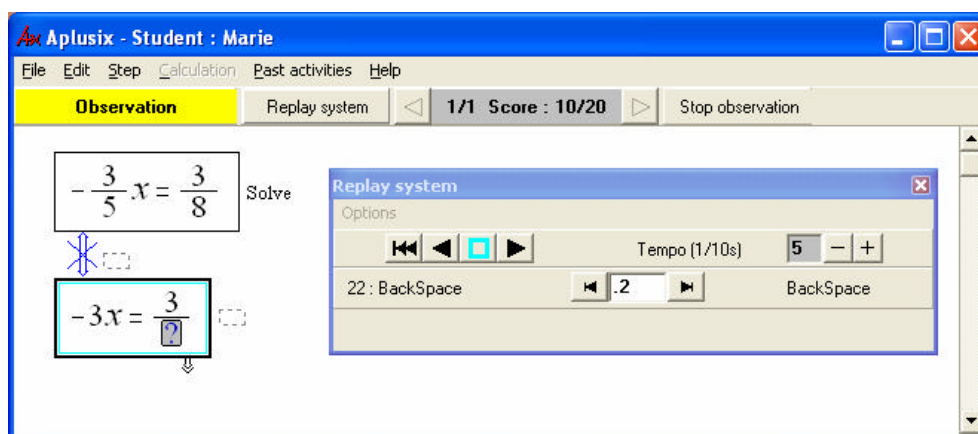 Aplusix - Student : Marie
File Edit Step Calculation Past activities Help
Observation Replay system 1/1 Score : 10/20 Stop observation
- 3/5 x = 3/8 Solve
-3x = 3/?
Replay system
Options
Tempo (1/10s) 5 - +
22 : BackSpace .2 BackSpace